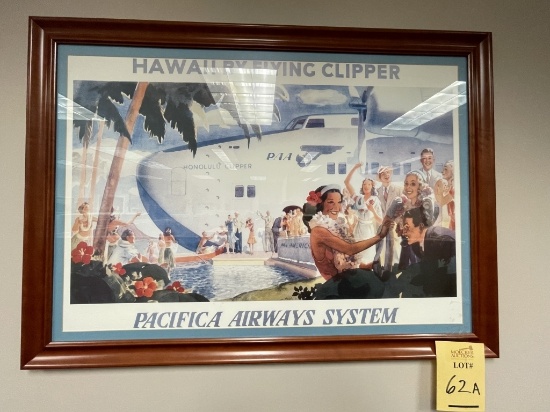 HAWAII BY FLYING CLIPPER
HONOLULU CLIPPER
PAA
PACIFICA AIRWAYS SYSTEM
LOT#
62A